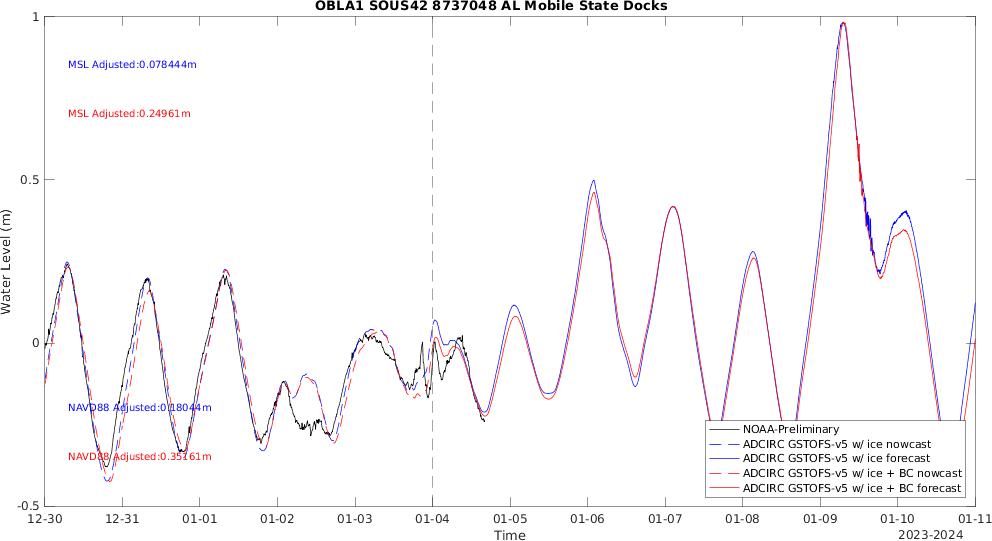 OBLA1 SOUS42 8737048 AL Mobile State Docks
MSL Adjusted:0.078444m
MSL Adjusted:0.24961m
NAVD88 Adjusted:0.18044m
NAVD88 Adjusted:0.35161m
Water Level (m)
1
0.5
0
-0.5
12-30 12-31 01-01 01-02 01-03 01-04 01-05 01-06 01-07 01-08 01-09 01-10 01-11
Time
2023-2024
NOAA-Preliminary
ADCIRC GSTOFS-v5 w/ ice nowcast
ADCIRC GSTOFS-v5 w/ ice forecast
ADCIRC GSTOFS-v5 w/ ice + BC nowcast
ADCIRC GSTOFS-v5 w/ ice + BC forecast